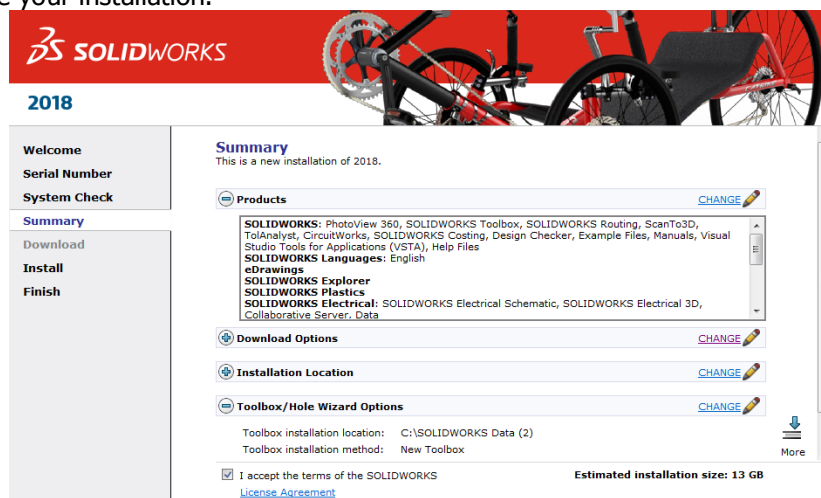 e your installation.
SOLIDWORKS
2018
Welcome
Serial Number
System Check
Summary
Download
Install
Finish
Summary
This is a new installation of 2018.
Products
CHANGE
SOLIDWORKS: PhotoView 360, SOLIDWORKS Toolbox, SOLIDWORKS Routing, ScanTo3D,
TolAnalyst, CircuitWorks, SOLIDWORKS Costing, Design Checker, Example Files, Manuals, Visual
Studio Tools for Applications (VSTA), Help Files
SOLIDWORKS Languages: English
eDrawings
SOLIDWORKS Explorer
SOLIDWORKS Plastics
SOLIDWORKS Electrical: SOLIDWORKS Electrical Schematic, SOLIDWORKS Electrical 3D,
Collaborative Server. Data
Download Options
CHANGE
Installation Location
CHANGE
Toolbox/Hole Wizard Options
CHANGE
Toolbox installation location: C:\SOLIDWORKS Data (2)
Toolbox installation method: New Toolbox
More
I accept the terms of the SOLIDWORKS
License Agreement
Estimated installation size: 13 GB